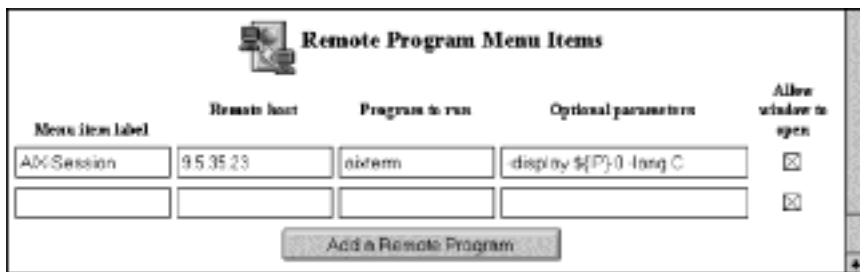 Remote Program Menu Items
Menu item label
Remote host
Program to run
Optional parameters
Allow
window to
open
AIX Session
9.5.35.23
aixterm
-display ${IP}:0 -lang C
Add a Remote Program